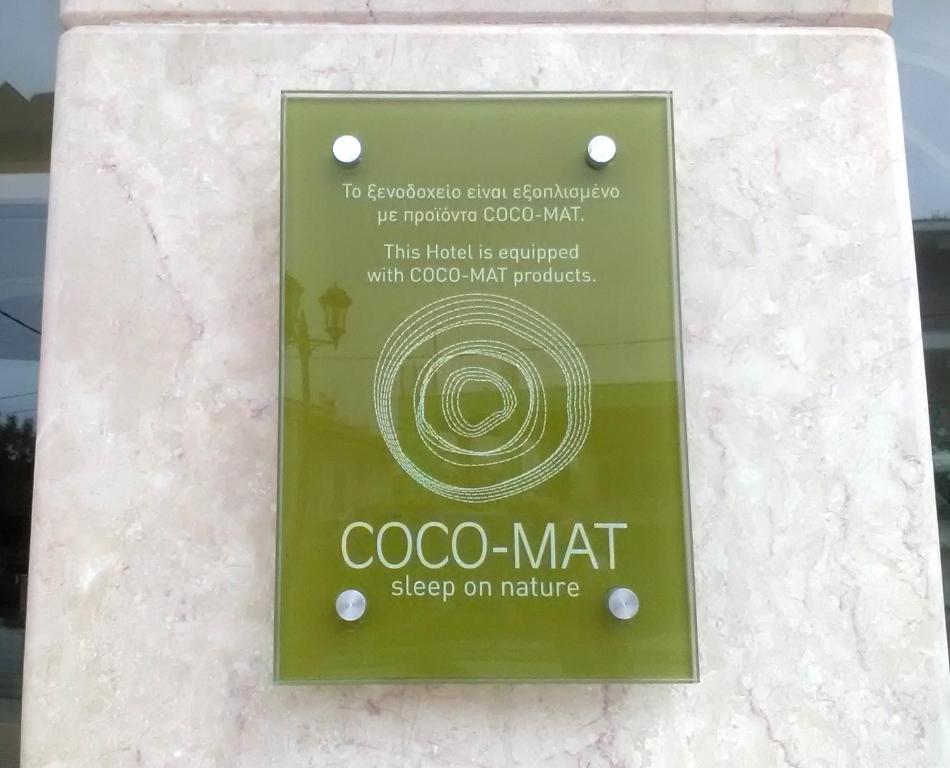 Το ξενοδοχείο είναι εξοπλισμένο
με προϊόντα COCO-MAT.
This Hotel is equipped
with COCO-MAT products.
COCO-MAT
sleep on nature